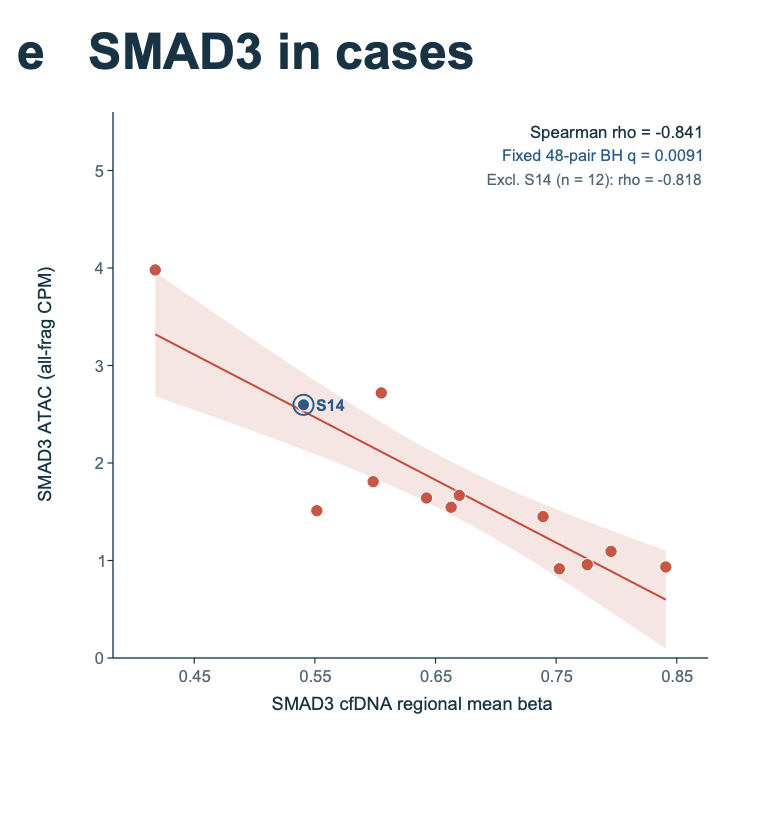 e SMAD3 in cases
Spearman rho = -0.841
Fixed 48-pair BH q = 0.0091
Excl. S14 (n = 12): rho = -0.818
SMAD3 ATAC (all-frag CPM)
5
4
3
2
1
0
S14
0.45 0.55 0.65 0.75 0.85
SMAD3 cfDNA regional mean beta